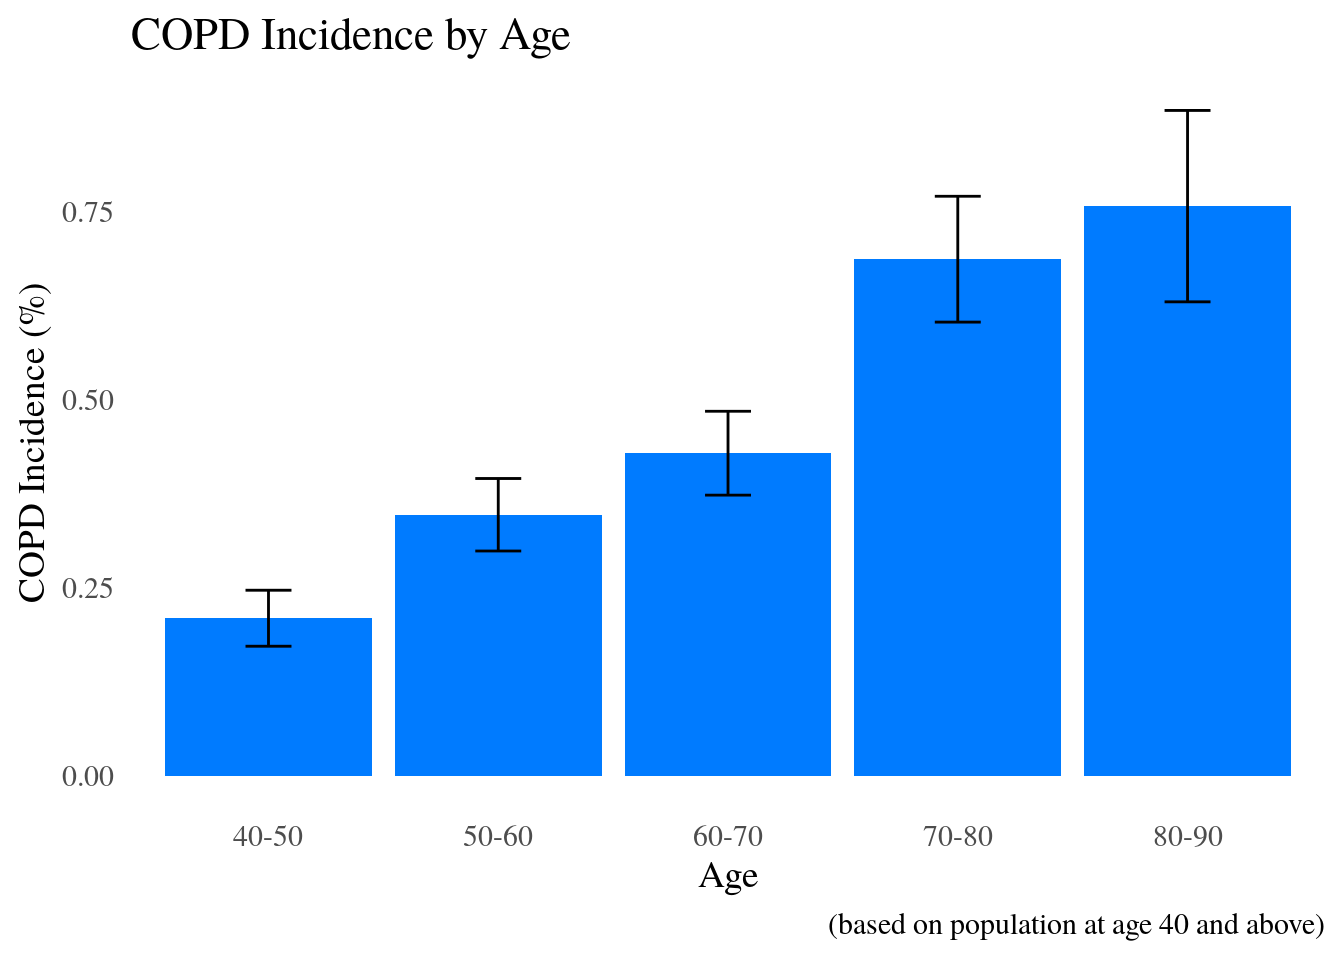 COPD Incidence by Age
COPD Incidence (%)
0.75
0.50
0.25
0.00
40-50 50-60 60-70 70-80 80-90
Age
(based on population at age 40 and above)